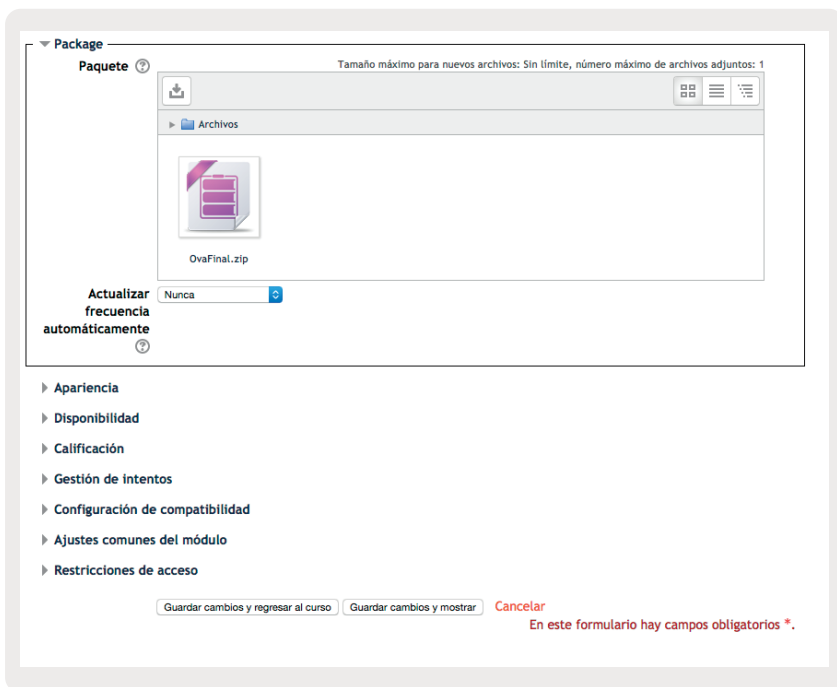 Package
Paquete
Tamaño máximo para nuevos archivos: Sin límite, número máximo de archivos adjuntos: 1
Archivos
OvaFinal.zip
Actualizar
frecuencia
automáticamente
Nunca
Apariencia
Disponibilidad
Calificación
Gestión de intentos
Configuración de compatibilidad
Ajustes comunes del módulo
Restricciones de acceso
Guardar cambios y regresar al curso Guardar cambios y mostrar Cancelar
En este formulario hay campos obligatorios *.